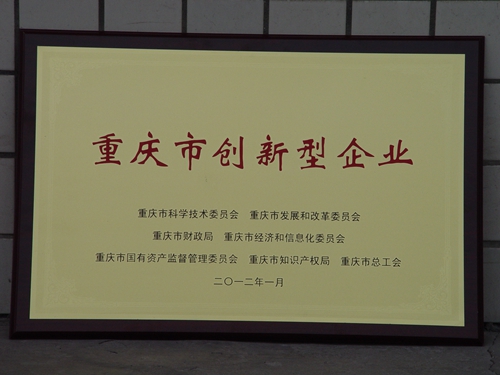 重庆市创新型企业
重庆市科学技术委员会 重庆市发展和改革委员会
重庆市财政局 重庆市经济和信息化委员会
重庆市国有资产监督管理委员会 重庆市知识产权局 重庆市总工会
二〇一二年一月